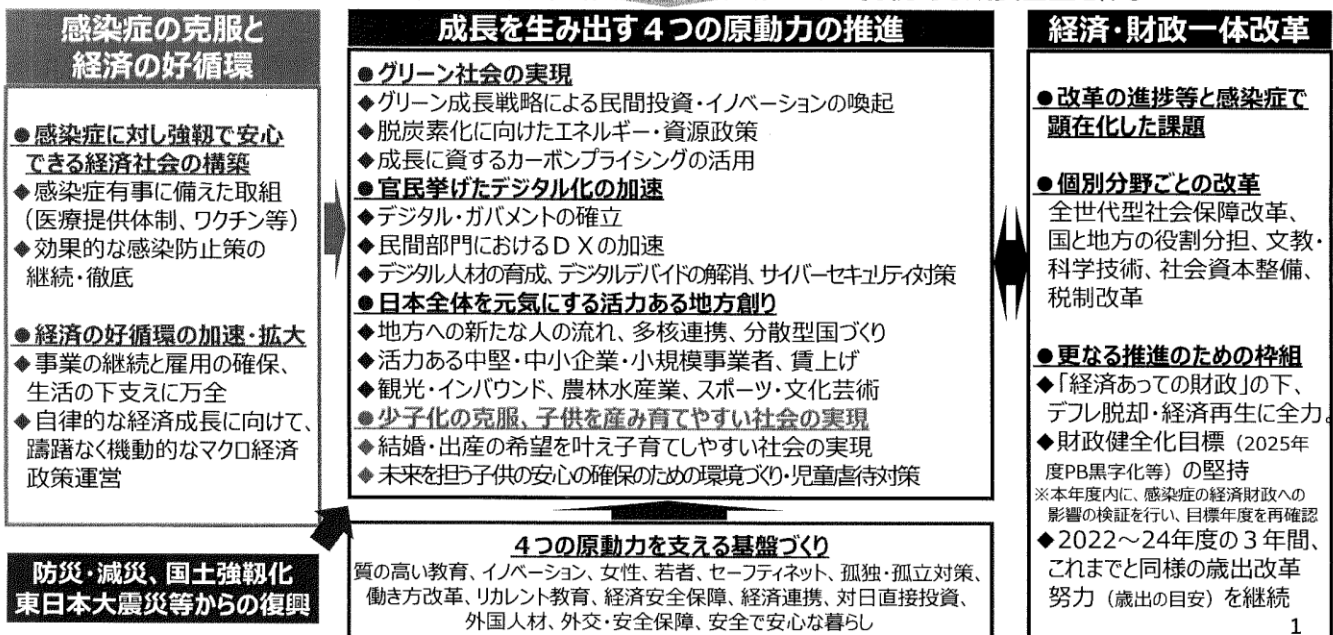 感染症の克服と
経済の好循環
●感染症に対し強靱で安心
できる経済社会の構築
◆感染症有事に備えた取組
(医療提供体制、ワクチン等)
◆効果的な感染防止策の
継続・徹底
●経済の好循環の加速・拡大
◆事業の継続と雇用の確保、
生活の下支えに万全
◆自律的な経済成長に向けて、
躊躇なく機動的なマクロ経済
政策運営
防災・減災、国土強靱化
東日本大震災等からの復興
成長を生み出す4つの原動力の推進
●グリーン社会の実現
◆グリーン成長戦略による民間投資・イノベーションの喚起
◆脱炭素化に向けたエネルギー・資源政策
◆成長に資するカーボンプライシングの活用
●官民挙げたデジタル化の加速
◆デジタル・ガバメントの確立
◆民間部門におけるDXの加速
◆デジタル人材の育成、デジタルデバイドの解消、サイバーセキュリティ対策
●日本全体を元気にする活力ある地方創り
◆地方への新たな人の流れ、多核連携、分散型国づくり
◆活力ある中堅・中小企業・小規模事業者、賃上げ
◆観光・インバウンド、農林水産業、スポーツ・文化芸術
●少子化の克服、子供を産み育てやすい社会の実現
◆結婚・出産の希望を叶え子育てしやすい社会の実現
◆未来を担う子供の安心の確保のための環境づくり・児童虐待対策
4つの原動力を支える基盤づくり
質の高い教育、イノベーション、女性、若者、セーフティネット、孤独・孤立対策、
働き方改革、リカレント教育、経済安全保障、経済連携、対日直接投資、
外国人材、外交・安全保障、安全で安心な暮らし
経済・財政一体改革
●改革の進捗等と感染症で
顕在化した課題
●個別分野ごとの改革
全世代型社会保障改革、
国と地方の役割分担、文教・
科学技術、社会資本整備、
税制改革
●更なる推進のための枠組
◆「経済あっての財政」の下、
デフレ脱却・経済再生に全力。
◆財政健全化目標(2025年
度PB黒字化等)の堅持
※本年度内に、感染症の経済財政への
影響の検証を行い、目標年度を再確認
◆2022~24年度の3年間、
これまでと同様の歳出改革
努力(歳出の目安)を継続
1